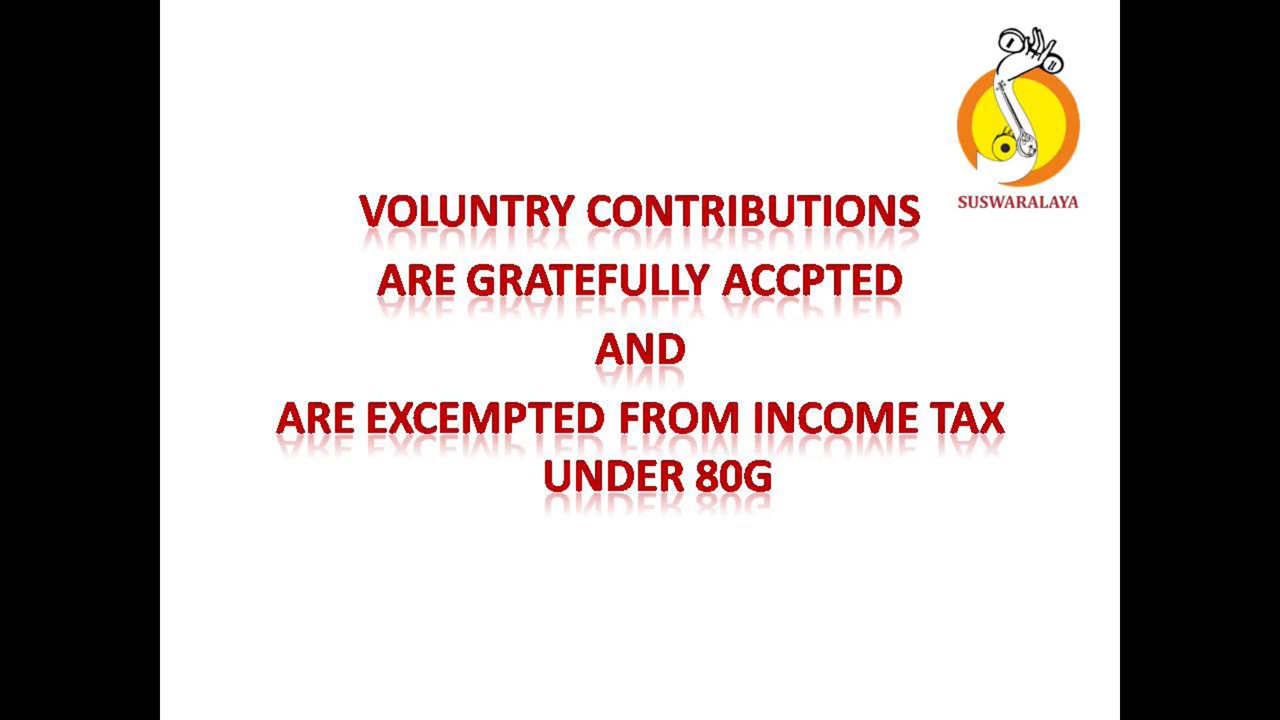 SUSWARALAYA
VOLUNTRY CONTRIBUTIONS
ARE GRATEFULLY ACCPTED
AND
ARE EXCEMPTED FROM INCOME TAX
UNDER 80G